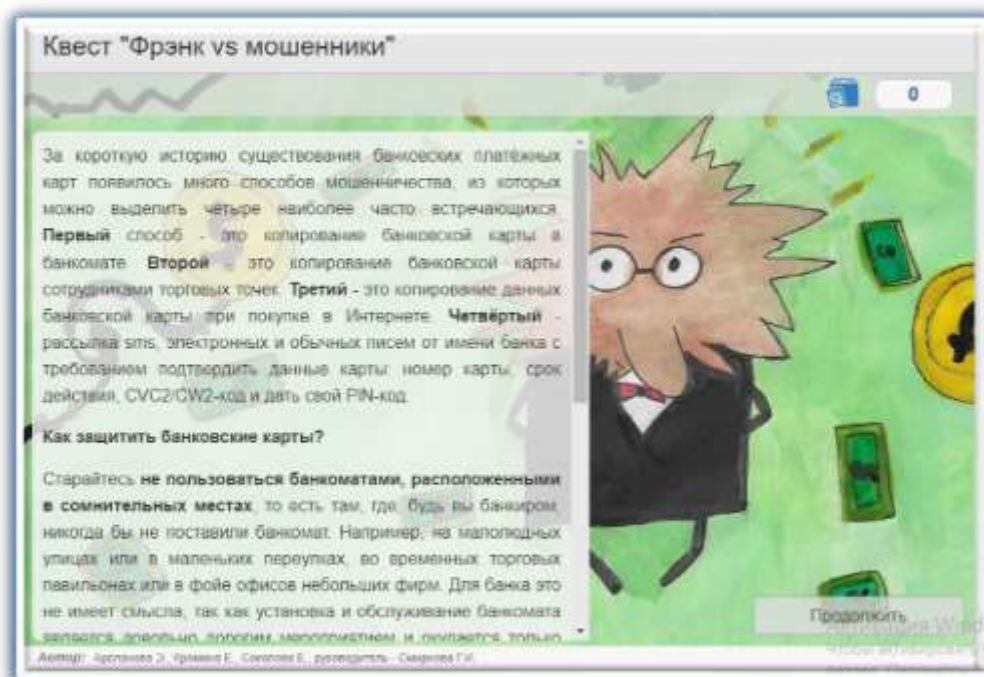 Квест "Фрэнк vs мошенники"
0
За короткую историю существования банковских платёжных
карт появилось много способов мошенничества, из которых
можно выделить четыре наиболее часто встречающихся.
Первый способ - это копирование банковской карты в
банкомате. Второй - это копирование банковской карты
сотрудниками торговых точек. Третий - это копирование данных
банковской карты при покупке в Интернете. Четвёртый -
рассылка sms, электронных и обычных писем от имени банка с
требованием подтвердить данные карты: номер карты, срок
действия, CVC2/CW2-код и дать свой PIN-код.
Как защитить банковские карты?
Старайтесь не пользоваться банкоматами, расположенными
в сомнительных местах, то есть там, где, будь вы банкиром,
никогда бы не поставили банкомат. Например, на малолюдных
улицах или в маленьких переулках, во временных торговых
павильонах или в фойе офисов небольших фирм. Для банка это
не имеет смысла, так как установка и обслуживание банкомата
является довольно дорогим мероприятием и окупается только
Продолжить
Автор: Арсланова Э., Еремина Е., Соколова Е., руководитель - Смирнова Г.И.